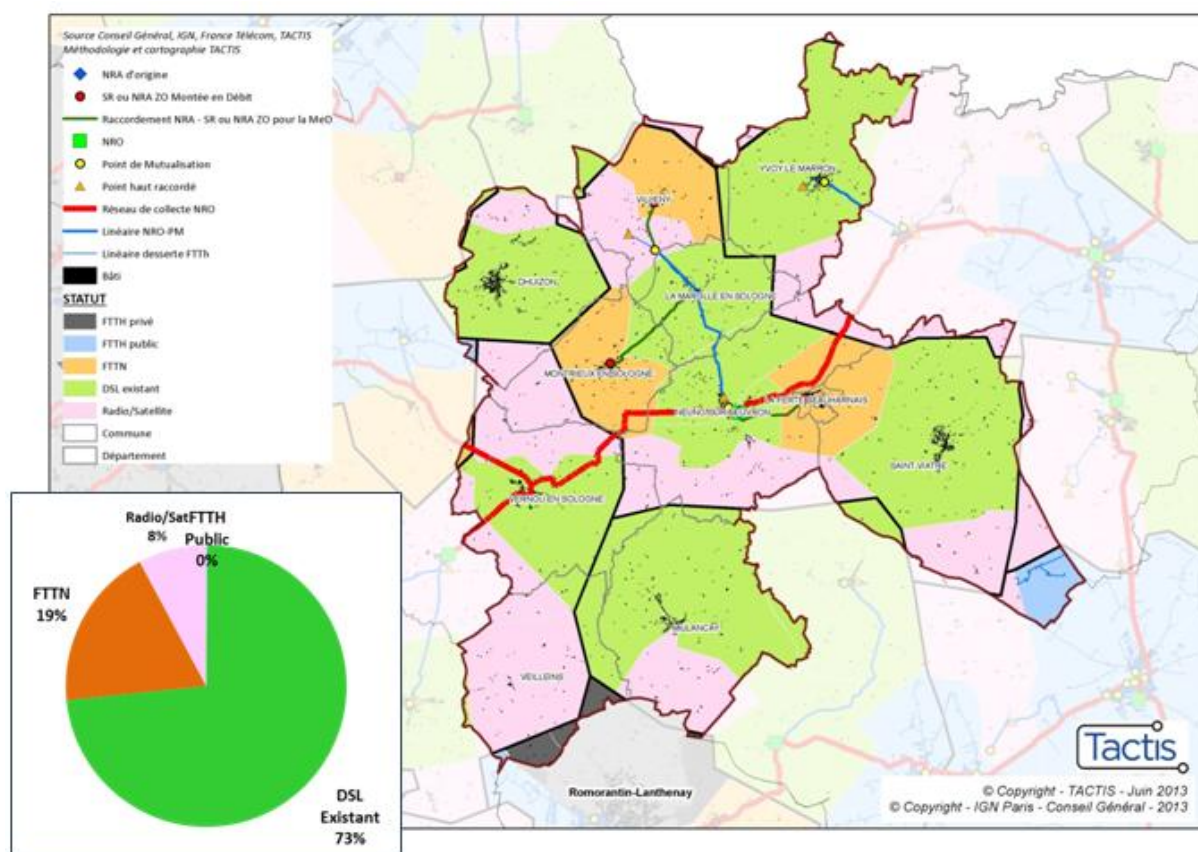 Source Conseil Général, IGN, France Télécom, TACTIS
Méthodologie et cartographie TACTIS
NRA d'origine
SR ou NRA ZO Montée en Débit
Raccordement NRA - SR ou NRA ZO pour la MeD
NRO
Point de Mutualisation
Point haut raccordé
Réseau de collecte NRO
Linéaire NRO-PM
Linéaire desserte FTTh
Bâti
STATUT
FTTH privé
FTTH public
FTTN
DSL existant
Radio/Satellite
Commune
Département
YVOY LE MARRON
VILLENY
DHUIZON
LA MAROLLE EN SOLOGNE
MONTRIEUX EN SOLOGNE
LA FERTE BEAUHARNAIS
NEUNG SUR BEUVRON
SAINT VIATRE
VERNOU EN SOLOGNE
MILLANCAY
VEILLEINS
Romorantin-Lanthenay
Radio/Sat
8%
FTTH
Public
0%
FTTN
19%
DSL
Existant
73%
Tactis
© Copyright - TACTIS - Juin 2013
© Copyright - IGN Paris - Conseil Général - 2013